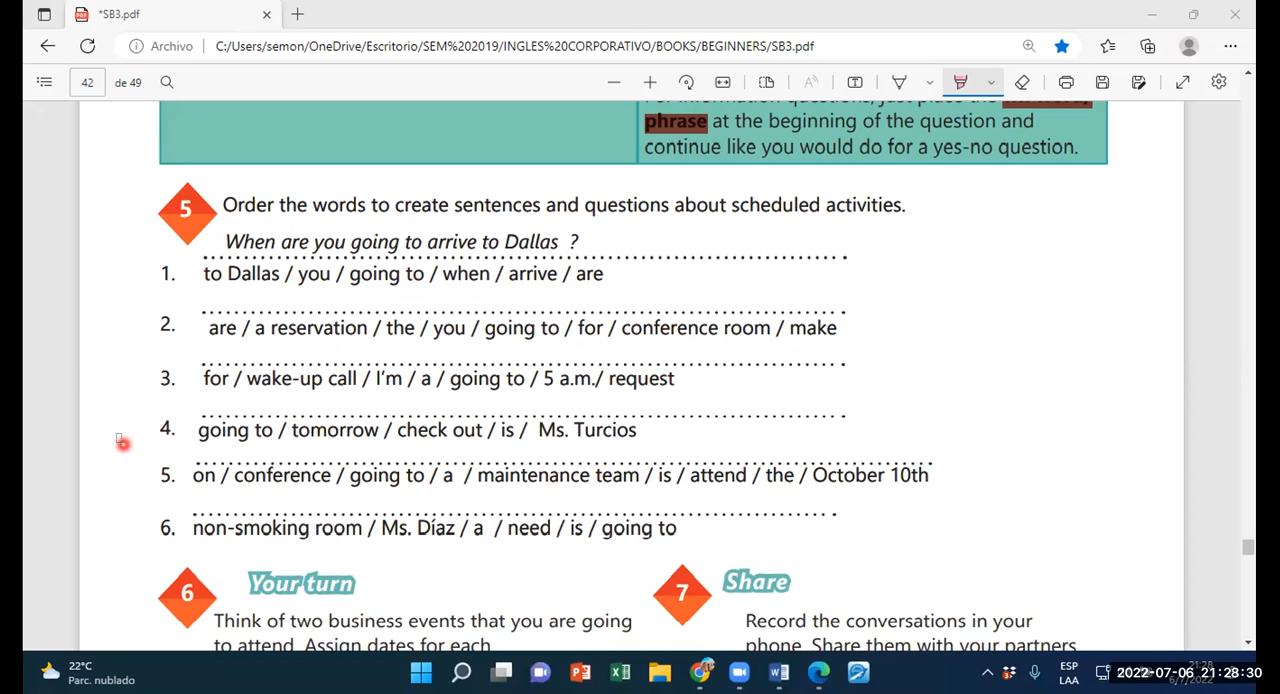 *SB3.pdf
Archivo
C:/Users/semon/OneDrive/Escritorio/SEM%202019/INGLES%20CORPORATIVO/BOOKS/BEGINNERS/SB3.pdf
42 de 49
phrase at the beginning of the question and
continue like you would do for a yes-no question.
5 Order the words to create sentences and questions about scheduled activities.
When are you going to arrive to Dallas ?
1. to Dallas / you / going to / when / arrive / are
2. are / a reservation / the / you / going to / for / conference room / make
3. for / wake-up call / I'm / a / going to / 5 a.m./ request
4. going to / tomorrow / check out / is / Ms. Turcios
5. on / conference / going to / a / maintenance team / is / attend / the / October 10th
6. non-smoking room / Ms. Díaz / a / need / is / going to
6 Your turn
Think of two business events that you are going
to attend. Assign dates for each
7 Share
Record the conversations in your
phone. Share them with your partners
22°C
Parc. nublado
ESP
LAA
2022-07-06 21:28:30